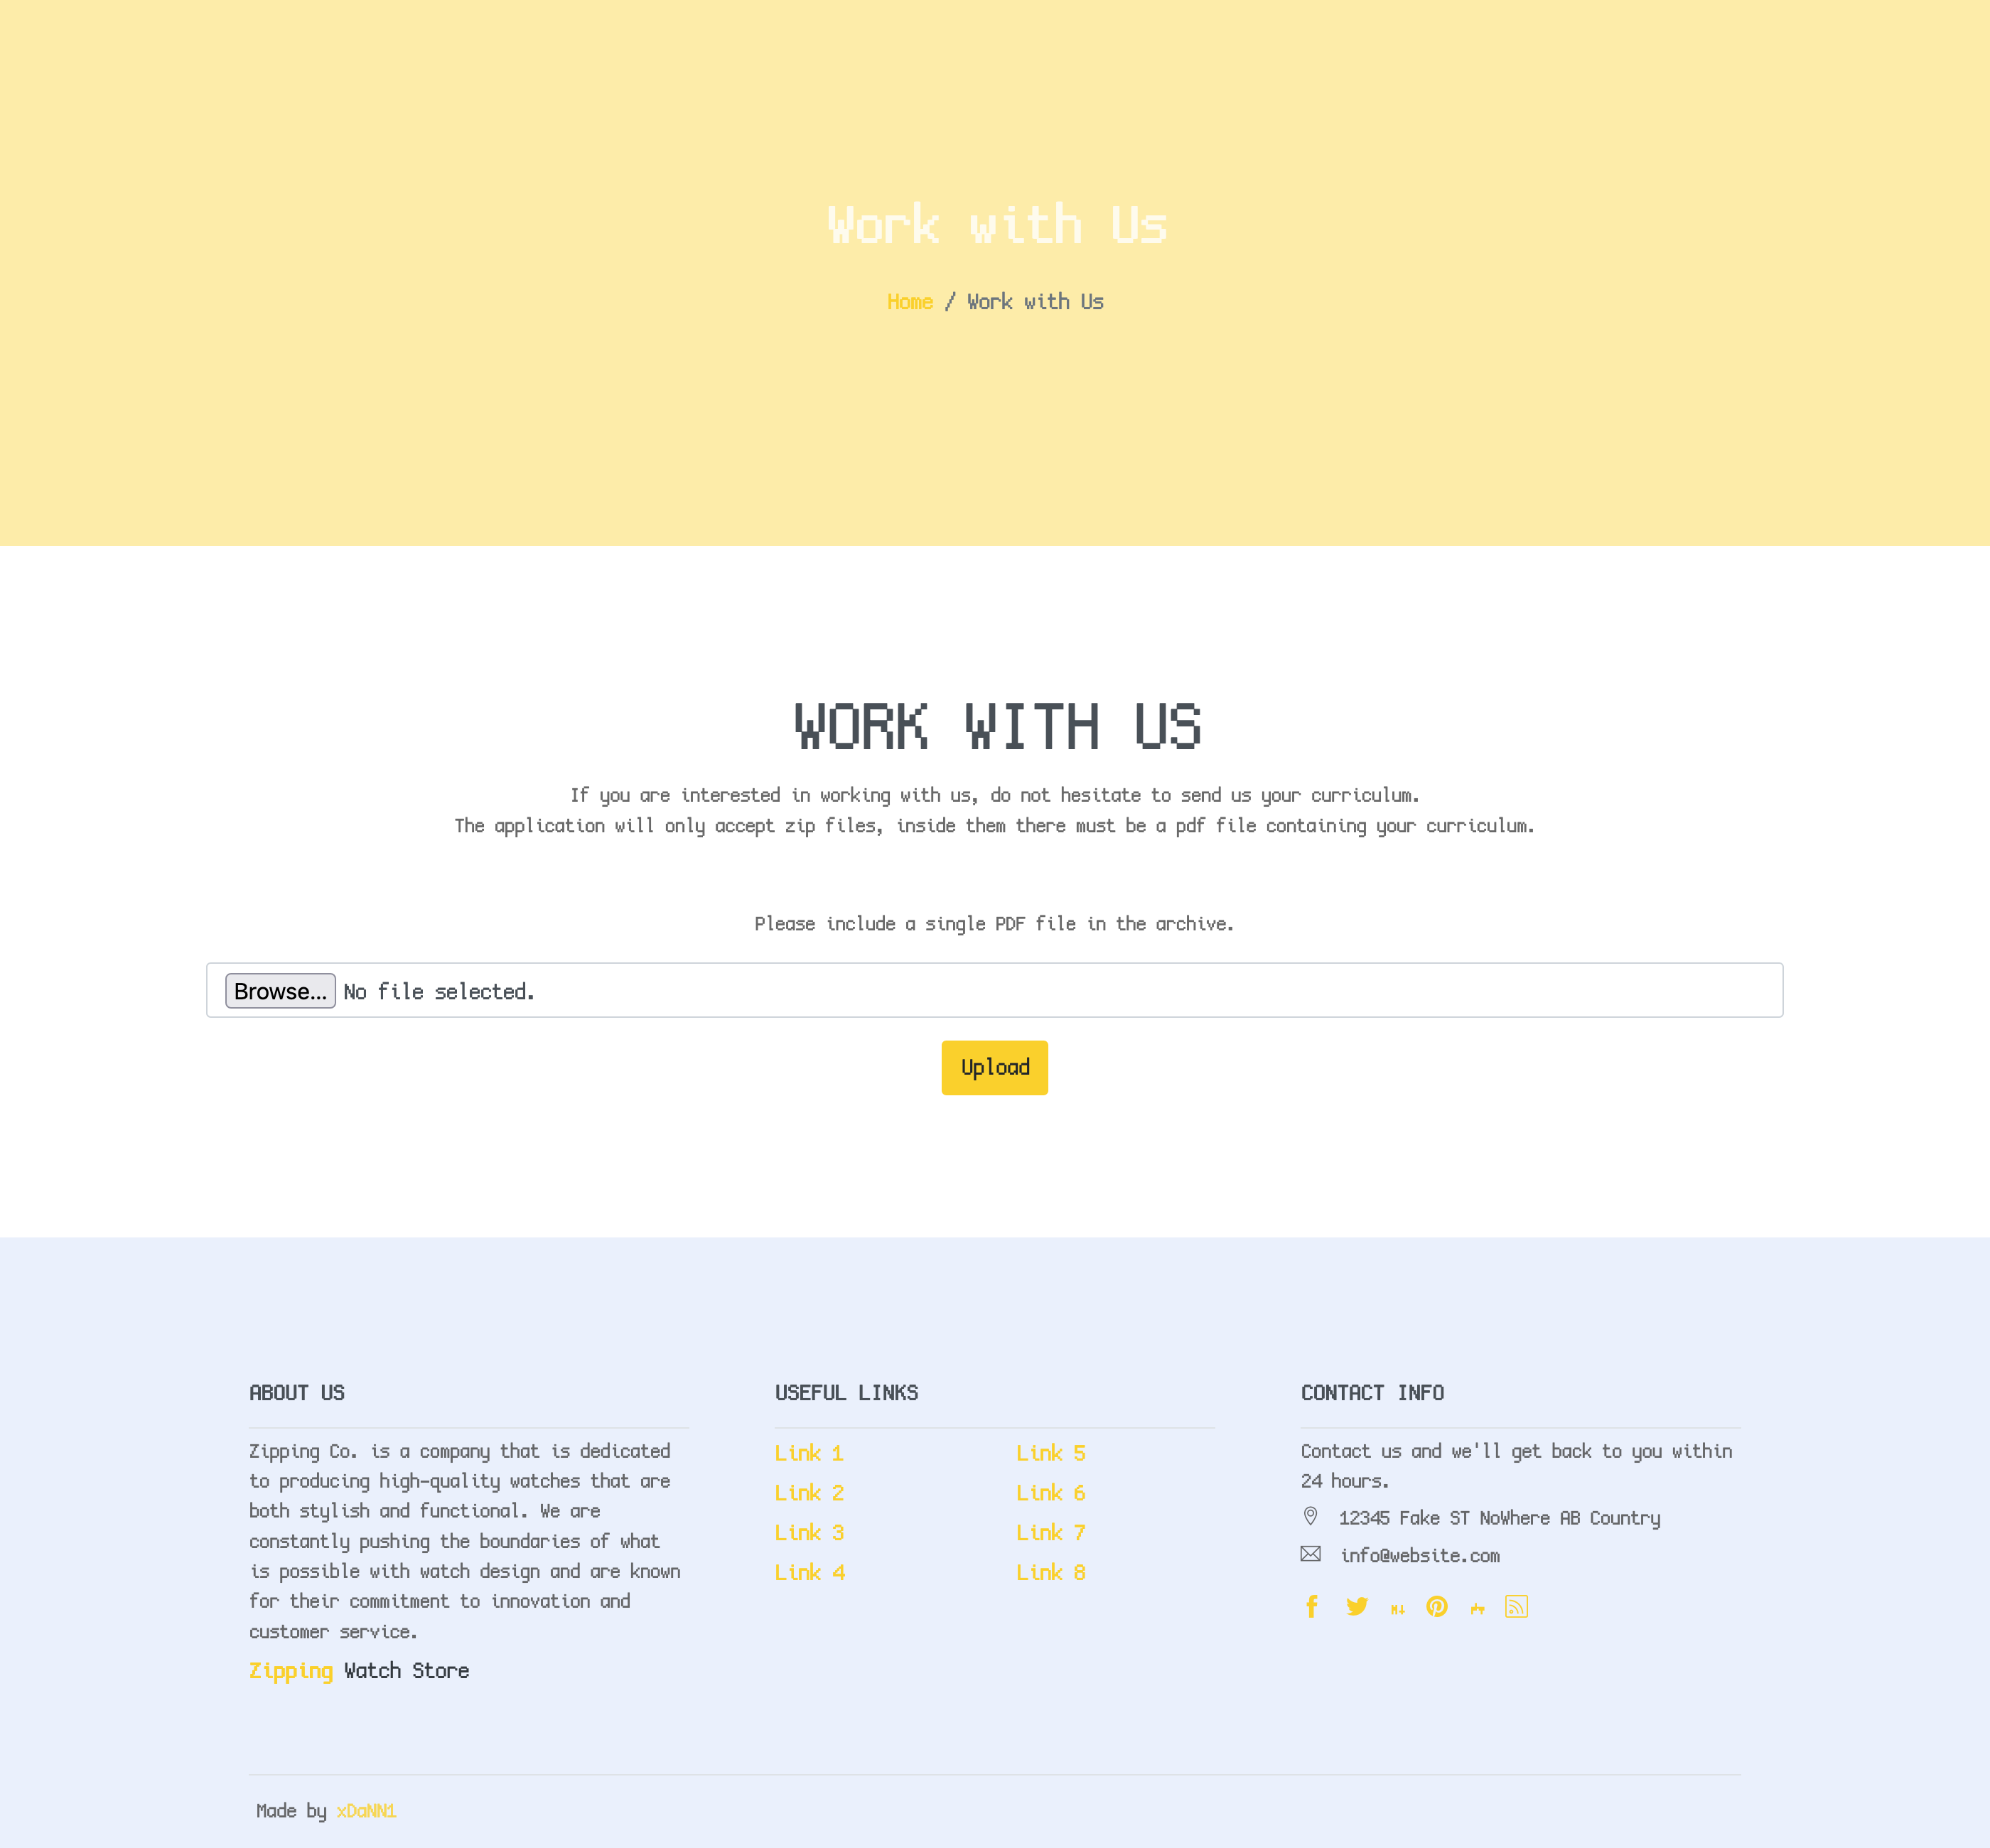 Work with Us
Home / Work with Us
WORK WITH US
If you are interested in working with us, do not hesitate to send us your curriculum.
The application will only accept zip files, inside them there must be a pdf file containing your curriculum.
Please include a single PDF file in the archive.
Browse... No file selected.
Upload
ABOUT US
Zipping Co. is a company that is dedicated
to producing high-quality watches that are
both stylish and functional. We are
constantly pushing the boundaries of what
is possible with watch design and are known
for their commitment to innovation and
customer service.
Zipping Watch Store
USEFUL LINKS
Link 1
Link 2
Link 3
Link 4
Link 5
Link 6
Link 7
Link 8
CONTACT INFO
Contact us and we'll get back to you within
24 hours.
12345 Fake ST NoWhere AB Country
info@website.com
Made by xDaNN1